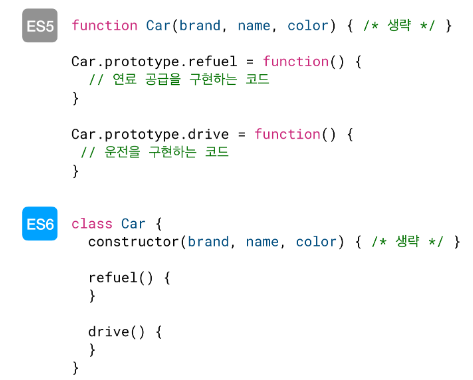 ES5
function Car(brand, name, color) { /* 생략 */ }
Car.prototype.refuel = function() {
// 연료 공급을 구현하는 코드
}
Car.prototype.drive = function() {
// 운전을 구현하는 코드
}
ES6
class Car {
constructor(brand, name, color) { /* 생략 */ }
refuel() {
}
drive() {
}
}